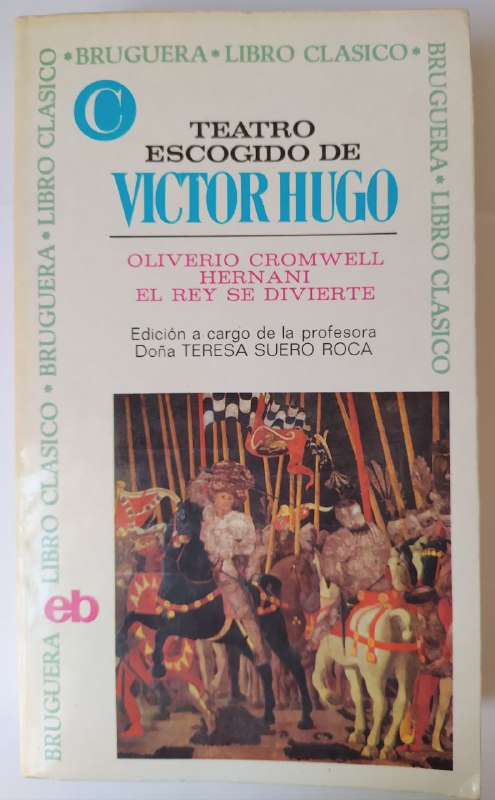 * BRUGUERA * LIBRO CLASICO *
BRUGUERA * LIBRO CLASICO
BRUGUERA LIBRO CLASICO * BRUGUERA * LIBRO CLASICO
C
TEATRO
ESCOGIDO DE
VICTOR HUGO
OLIVERIO CROMWELL
HERNANI
EL REY SE DIVIERTE
Edición a cargo de la profesora
Doña TERESA SUERO ROCA
eb